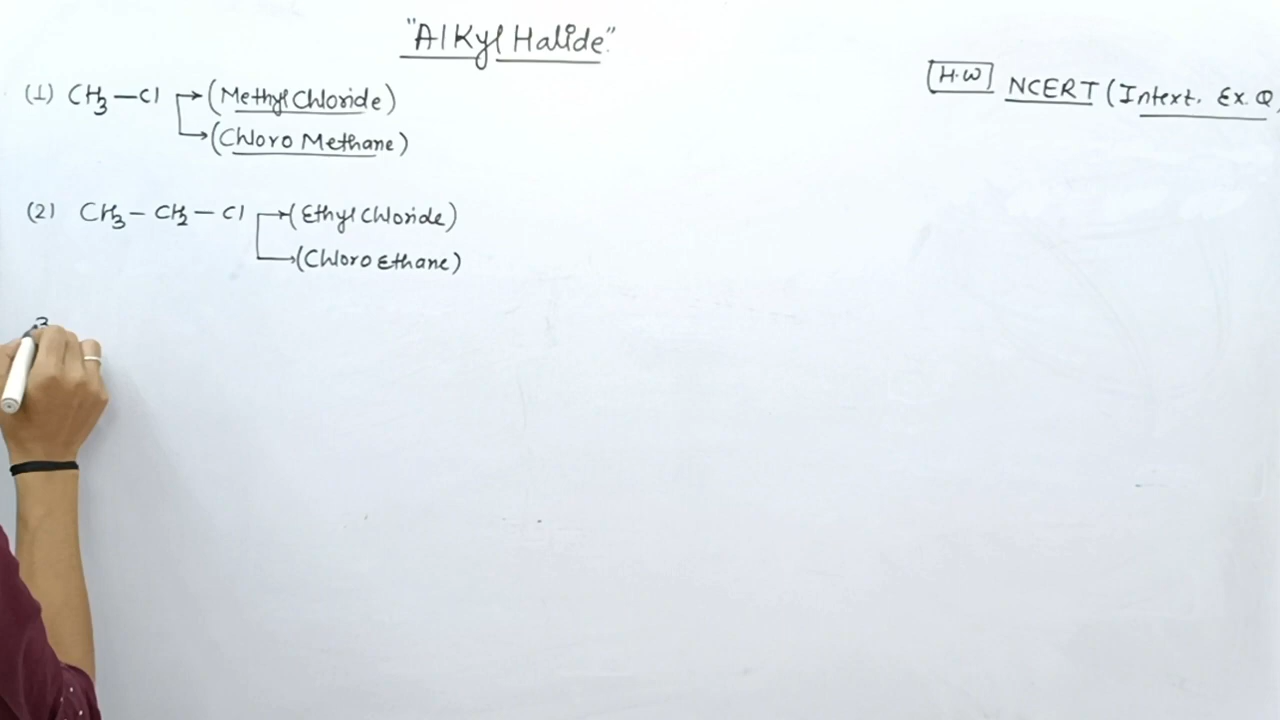 "Alkyl Halide"
H.W NCERT (Intext. Ex. Q)
(1) CH3—Cl → (Methyl Chloride)
→ (Chloro Methane)
(2) CH3 — CH2 — Cl → (Ethyl Chloride)
→ (Chloro Ethane)
3